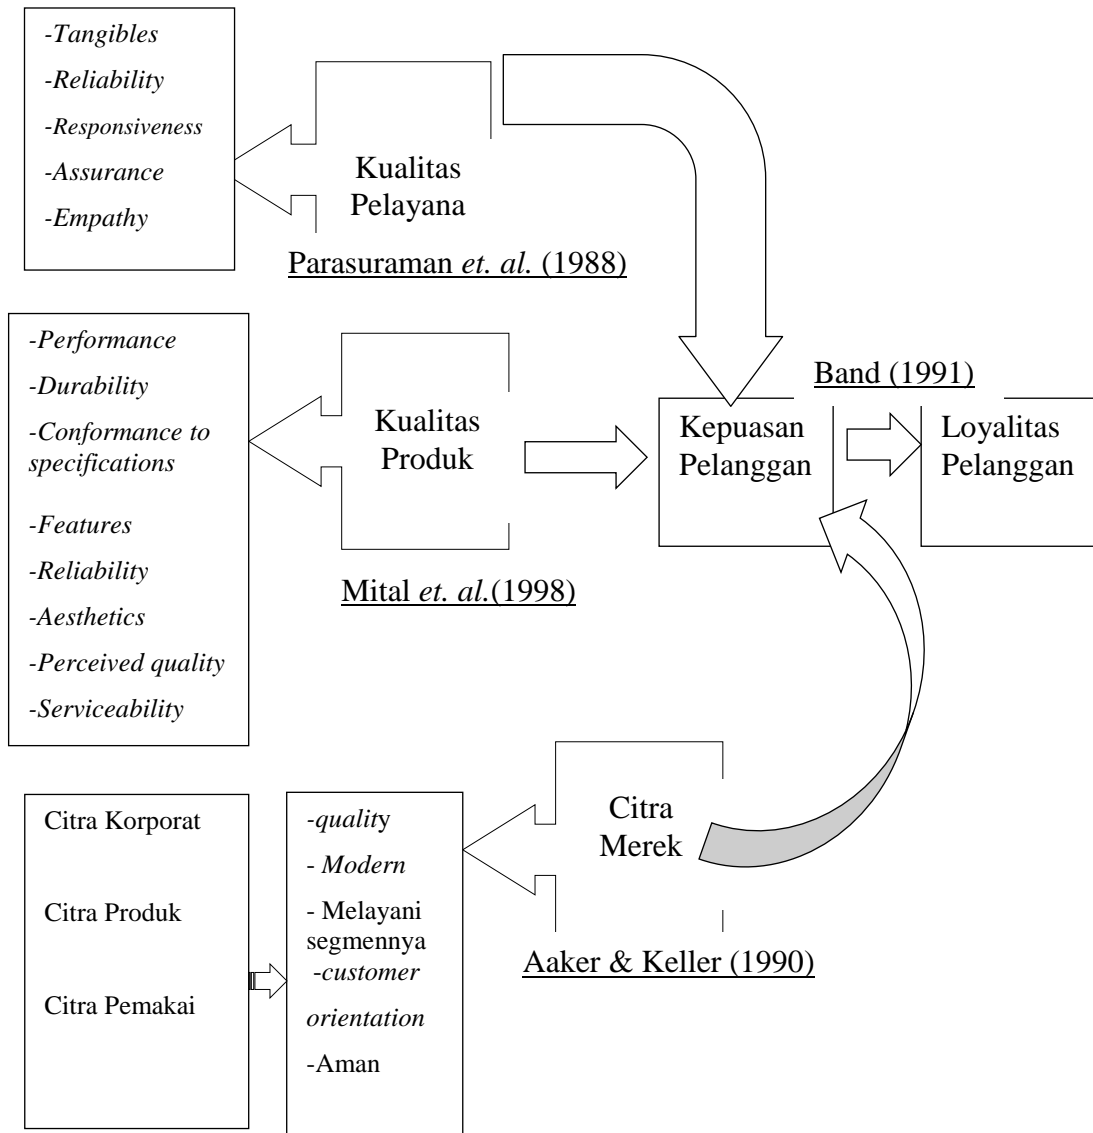 -Tangibles
-Reliability
-Responsiveness
-Assurance
-Empathy
Kualitas
Pelayana
Parasuraman et. al. (1988)
-Performance
-Durability
-Conformance to
specifications
-Features
-Reliability
-Aesthetics
-Perceived quality
-Serviceability
Kualitas
Produk
Mital et. al.(1998)
Band (1991)
Kepuasan
Pelanggan
Loyalitas
Pelanggan
Citra Korporat
Citra Produk
Citra Pemakai
-quality
- Modern
- Melayani
segmennya
-customer
orientation
-Aman
Citra
Merek
Aaker & Keller (1990)